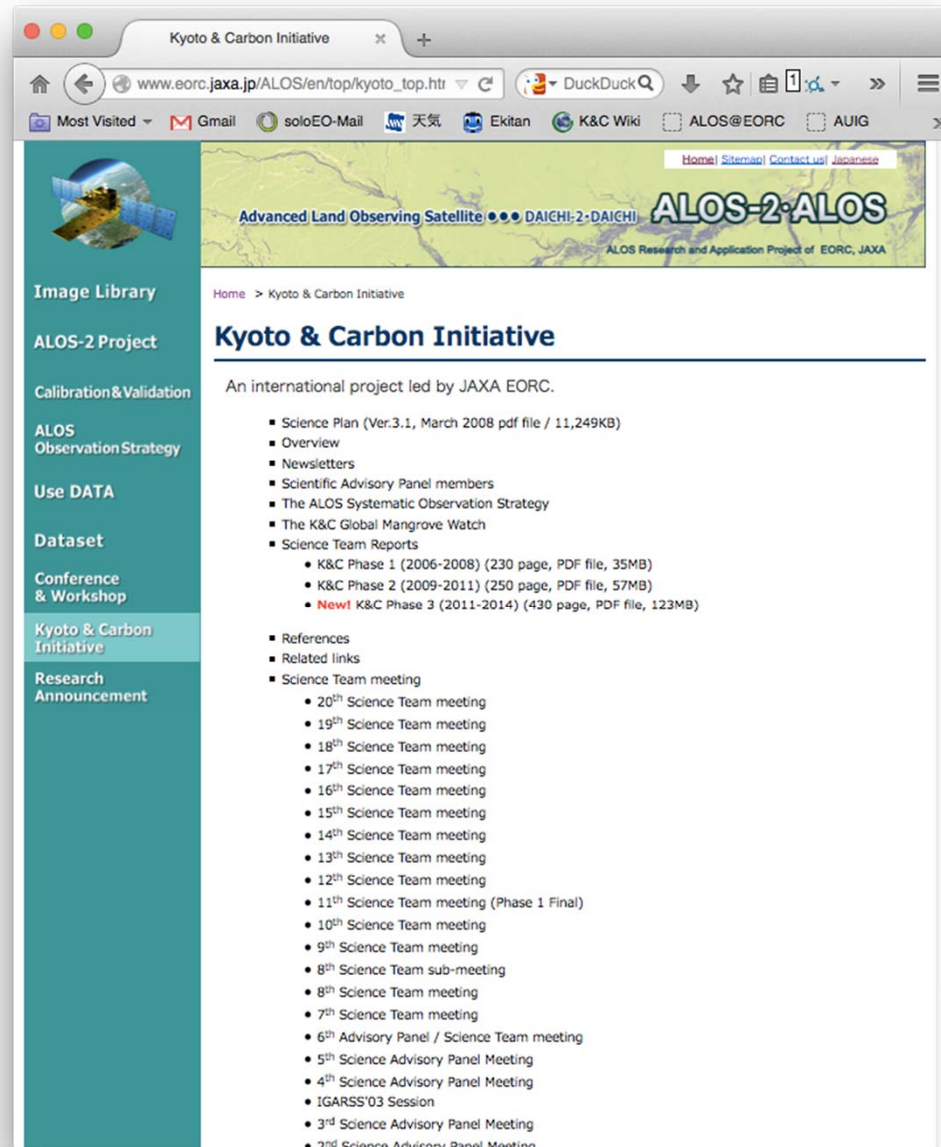 Kyoto & Carbon Initiative
www.eorc.jaxa.jp/ALOS/en/top/kyoto_top.htr
DuckDuck
1
Most Visited
Gmail
soloEO-Mail
天気
Ekitan
K&C Wiki
ALOS@EORC
AUIG
Home| Sitemap| Contact us| Japanese
Advanced Land Observing Satellite ●●● DAICHI-2・DAICHI
ALOS-2・ALOS
ALOS Research and Application Project of EORC, JAXA
Image Library
ALOS-2 Project
Calibration & Validation
ALOS
Observation Strategy
Use DATA
Dataset
Conference
& Workshop
Kyoto & Carbon
Initiative
Research
Announcement
Home > Kyoto & Carbon Initiative
Kyoto & Carbon Initiative
An international project led by JAXA EORC.
▪ Science Plan (Ver.3.1, March 2008 pdf file / 11,249KB)
▪ Overview
▪ Newsletters
▪ Scientific Advisory Panel members
▪ The ALOS Systematic Observation Strategy
▪ The K&C Global Mangrove Watch
▪ Science Team Reports
• K&C Phase 1 (2006-2008) (230 page, PDF file, 35MB)
• K&C Phase 2 (2009-2011) (250 page, PDF file, 57MB)
• New! K&C Phase 3 (2011-2014) (430 page, PDF file, 123MB)
▪ References
▪ Related links
▪ Science Team meeting
• 20th Science Team meeting
• 19th Science Team meeting
• 18th Science Team meeting
• 17th Science Team meeting
• 16th Science Team meeting
• 15th Science Team meeting
• 14th Science Team meeting
• 13th Science Team meeting
• 12th Science Team meeting
• 11th Science Team meeting (Phase 1 Final)
• 10th Science Team meeting
• 9th Science Team meeting
• 8th Science Team sub-meeting
• 8th Science Team meeting
• 7th Science Team meeting
• 6th Advisory Panel / Science Team meeting
• 5th Science Advisory Panel Meeting
• 4th Science Advisory Panel Meeting
• IGARSS'03 Session
• 3rd Science Advisory Panel Meeting
• 2nd Science Advisory Panel Meeting